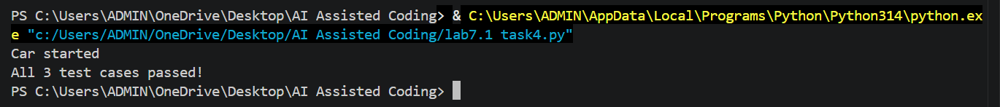 PS C:\Users\ADMIN\OneDrive\Desktop\AI Assisted Coding> & C:\Users\ADMIN\AppData\Local\Programs\Python\Python314\python.ex
e "c:/Users/ADMIN/OneDrive/Desktop/AI Assisted Coding/lab7.1 task4.py"
Car started
All 3 test cases passed!
PS C:\Users\ADMIN\OneDrive\Desktop\AI Assisted Coding>